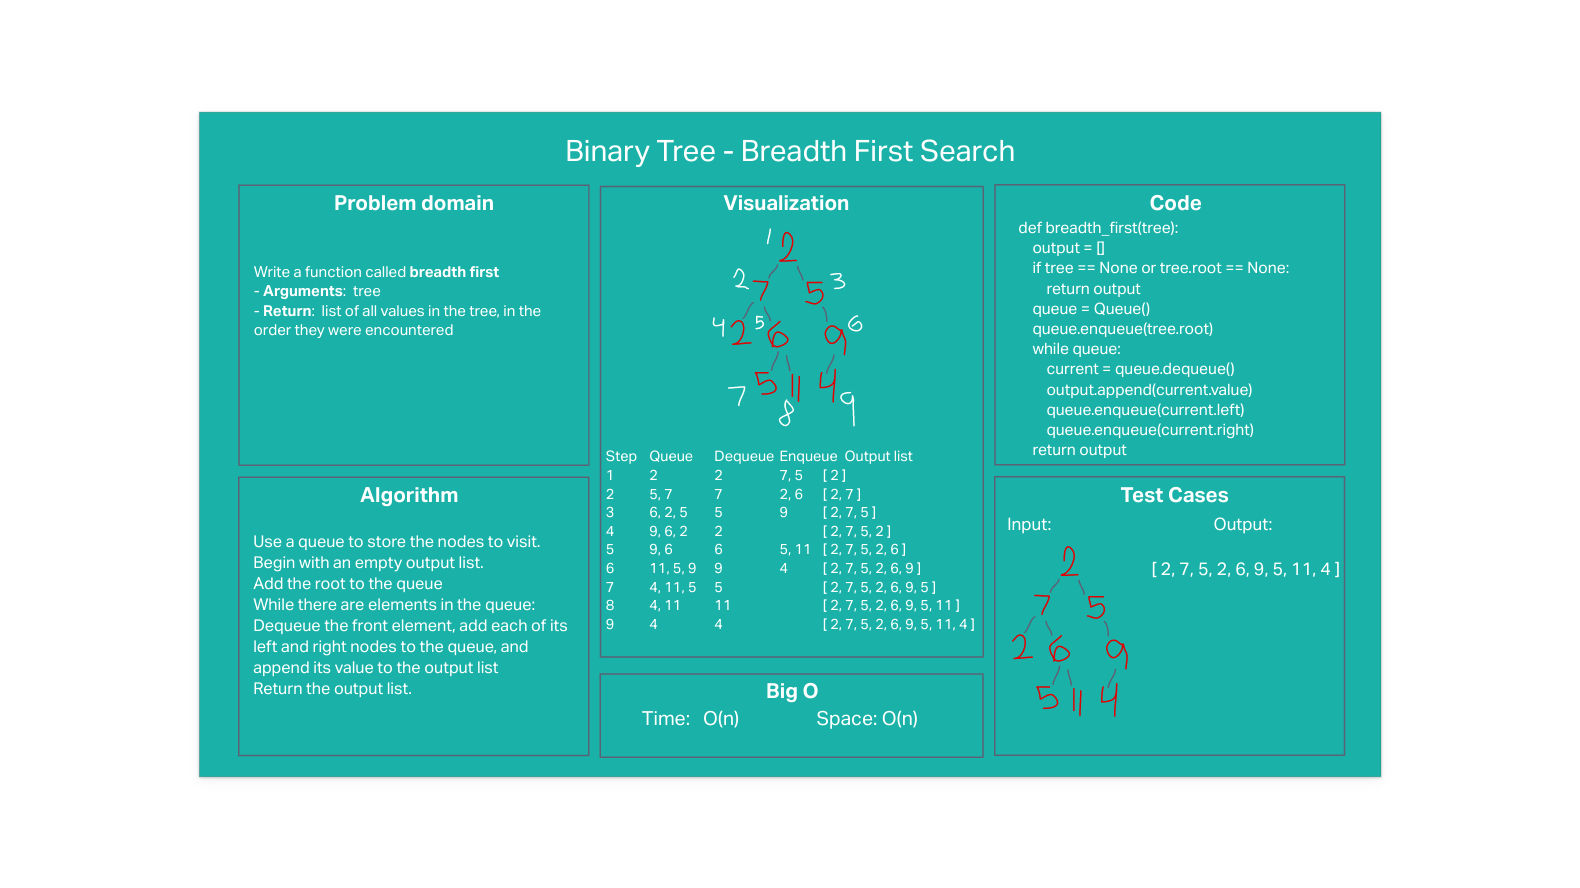 Binary Tree - Breadth First Search
Problem domain
Write a function called breadth first
- Arguments:  tree
- Return:  list of all values in the tree, in the
order they were encountered
Algorithm
Use a queue to store the nodes to visit.
Begin with an empty output list.
Add the root to the queue
While there are elements in the queue:
Dequeue the front element, add each of its
left and right nodes to the queue, and
append its value to the output list
Return the output list.
Visualization
1 2
2 7 5 3
4 2 5 6 9 6
5 11 4
7 8 9
Step Queue Dequeue Enqueue Output list
1 2 2 7, 5 [ 2 ]
2 5, 7 7 2, 6 [ 2, 7 ]
3 6, 2, 5 5 9 [ 2, 7, 5 ]
4 9, 6, 2 2 [ 2, 7, 5, 2 ]
5 9, 6 6 5, 11 [ 2, 7, 5, 2, 6 ]
6 11, 5, 9 9 4 [ 2, 7, 5, 2, 6, 9 ]
7 4, 11, 5 5 [ 2, 7, 5, 2, 6, 9, 5 ]
8 4, 11 11 [ 2, 7, 5, 2, 6, 9, 5, 11 ]
9 4 4 [ 2, 7, 5, 2, 6, 9, 5, 11, 4 ]
Big O
Time: O(n) Space: O(n)
Code
def breadth_first(tree):
output = []
if tree == None or tree.root == None:
return output
queue = Queue()
queue.enqueue(tree.root)
while queue:
current = queue.dequeue()
output.append(current.value)
queue.enqueue(current.left)
queue.enqueue(current.right)
return output
Test Cases
Input: Output:
2
[ 2, 7, 5, 2, 6, 9, 5, 11, 4 ]
7 5
2 6 9
5 11 4